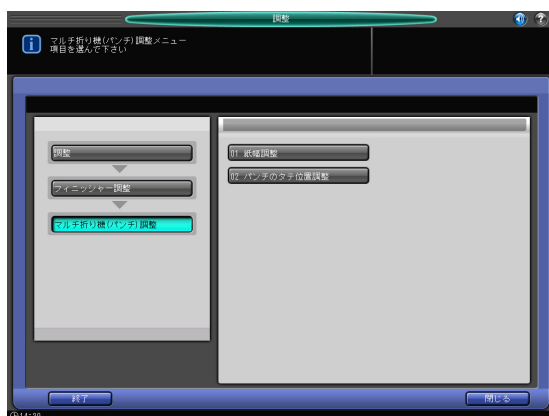 調整
マルチ折り機(パンチ)調整メニュー
項目を選んで下さい
調整
フィニッシャー調整
マルチ折り機(パンチ)調整
01 紙幅調整
02 パンチのタテ位置調整
終了
閉じる
14:20